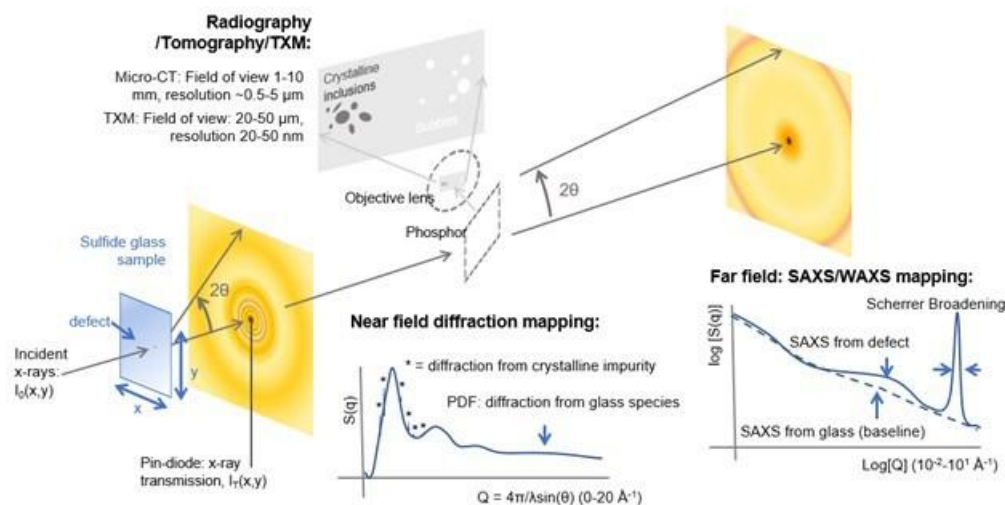 Radiography
/Tomography/TXM:
Micro-CT: Field of view 1-10
mm, resolution ~0.5-5 µm
TXM: Field of view: 20-50 µm,
resolution 20-50 nm
Crystalline
inclusions
Bubbles
Objective lens
Phosphor
2θ
Sulfide glass
sample
2θ
defect
Incident
x-rays:
I₀(x,y)
y
x
Pin-diode: x-ray
transmission, I_T(x,y)
Near field diffraction mapping:
* = diffraction from crystalline impurity
PDF: diffraction from glass species
S(q)
Q = 4π/λsin(θ) (0-20 Å⁻¹)
Far field: SAXS/WAXS mapping:
Scherrer Broadening
SAXS from defect
log [S(q)]
SAXS from glass (baseline)
Log[Q] (10⁻²-10¹ Å⁻¹)